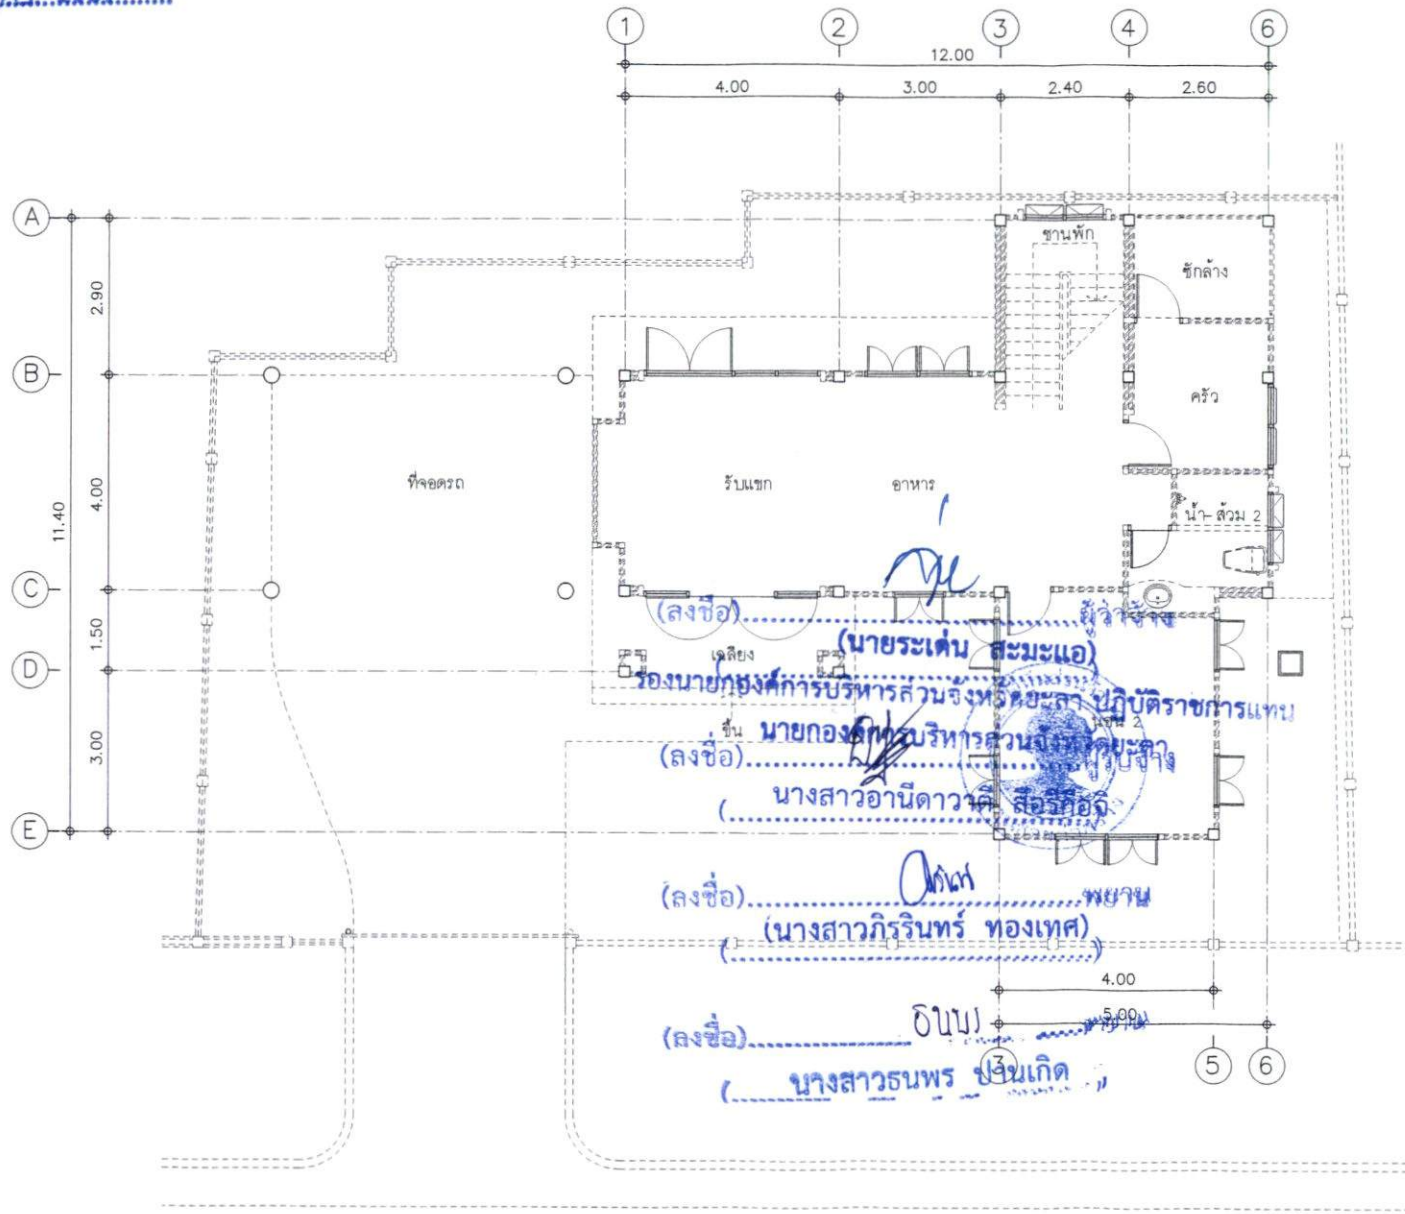 1 2 3 4 6
12.00
4.00 3.00 2.40 2.60
A
ชานพัก
ซักล้าง
2.90
B
ครัว
ที่จอดรถ รับแขก อาหาร
4.00
11.40
น้ำ-ส้วม 2
C
(ลงชื่อ) ผู้ว่าจ้าง
1.50
(นายระเด่น สะมะแอ)
เฉลียง
D
รองนายกองค์การบริหารส่วนจังหวัดยะลา ปฏิบัติราชการแทน
นอน 2
ขึ้น นายกองค์การบริหารส่วนจังหวัดยะลา
3.00
(ลงชื่อ) ผู้รับจ้าง
นางสาวอานีดาวาตี
E
(ลงชื่อ) พยาน
(นางสาวภิรรินทร์ ทองเทศ)
4.00
(ลงชื่อ) ธนพร พยาน
5.00
3 5 6
(นางสาวธนพร ปานเกิด